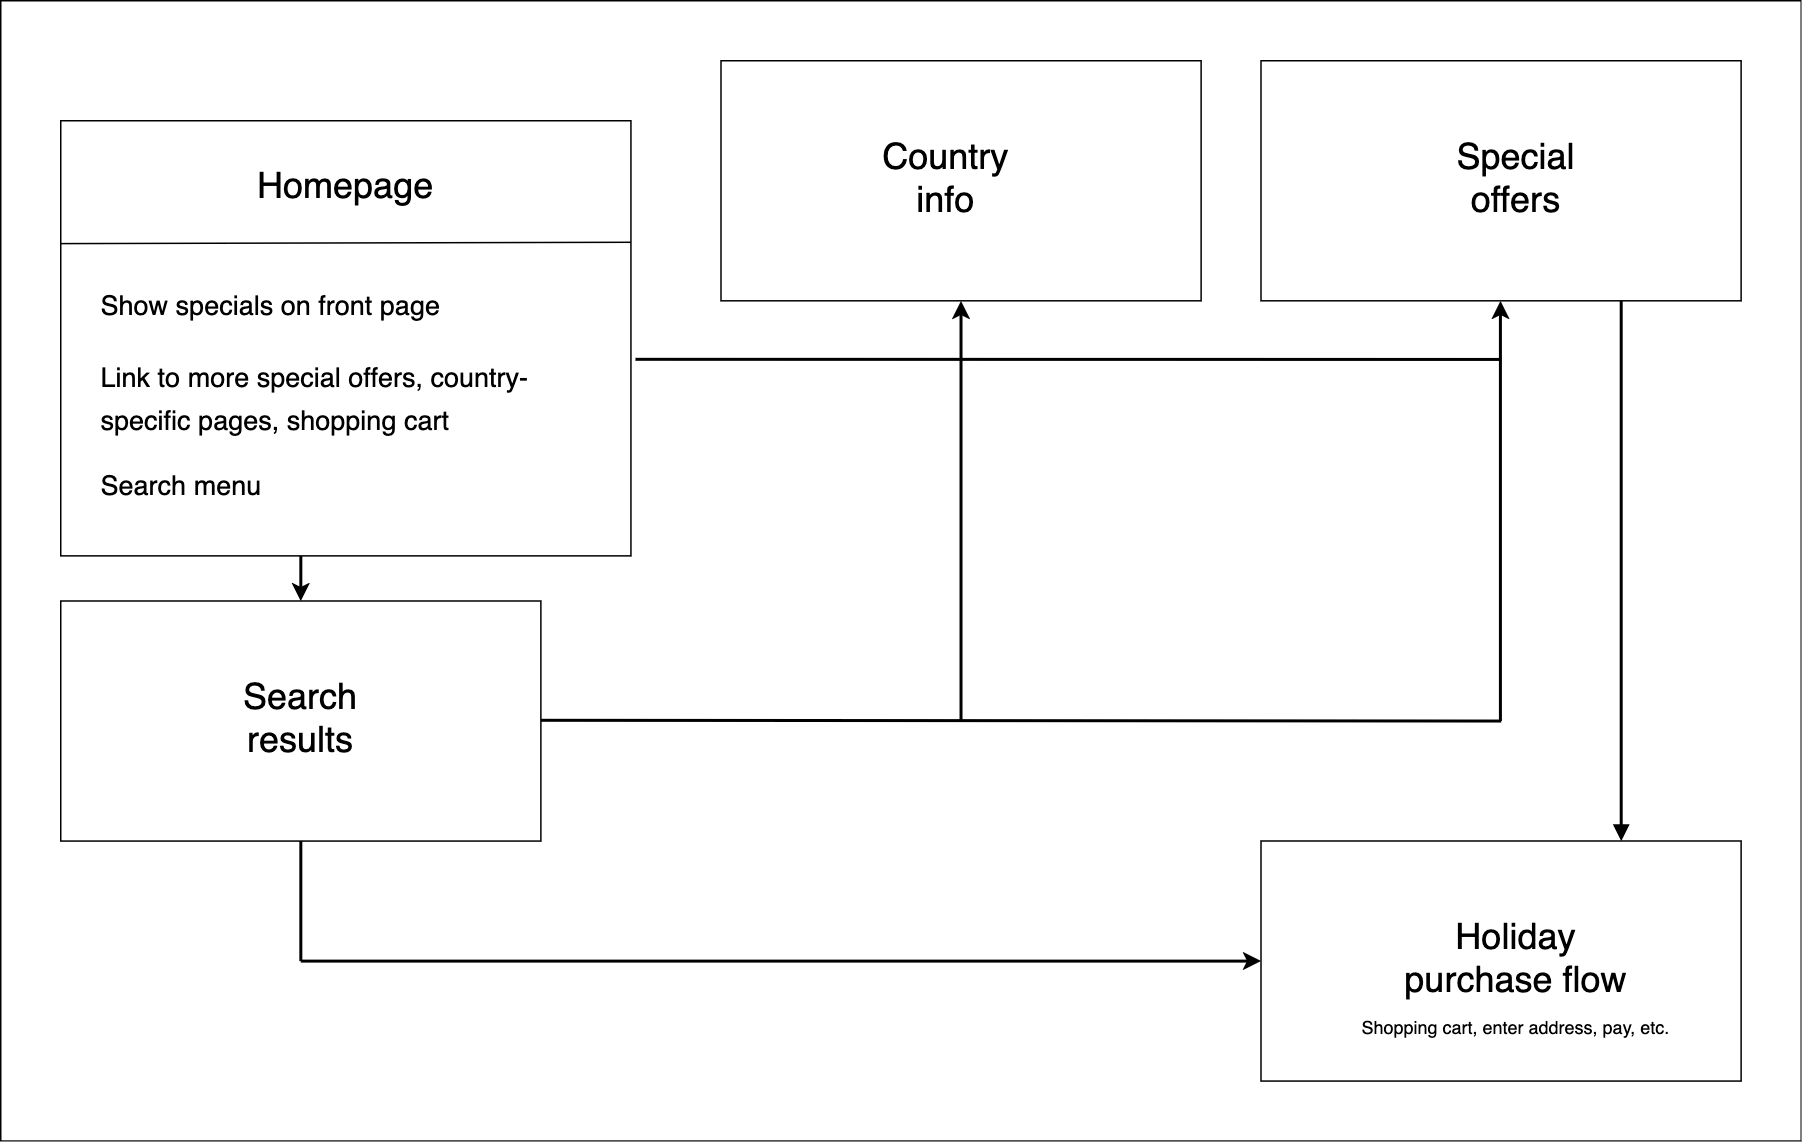 Homepage
Show specials on front page
Link to more special offers, country-
specific pages, shopping cart
Search menu
Country
info
Special
offers
Search
results
Holiday
purchase flow
Shopping cart, enter address, pay, etc.